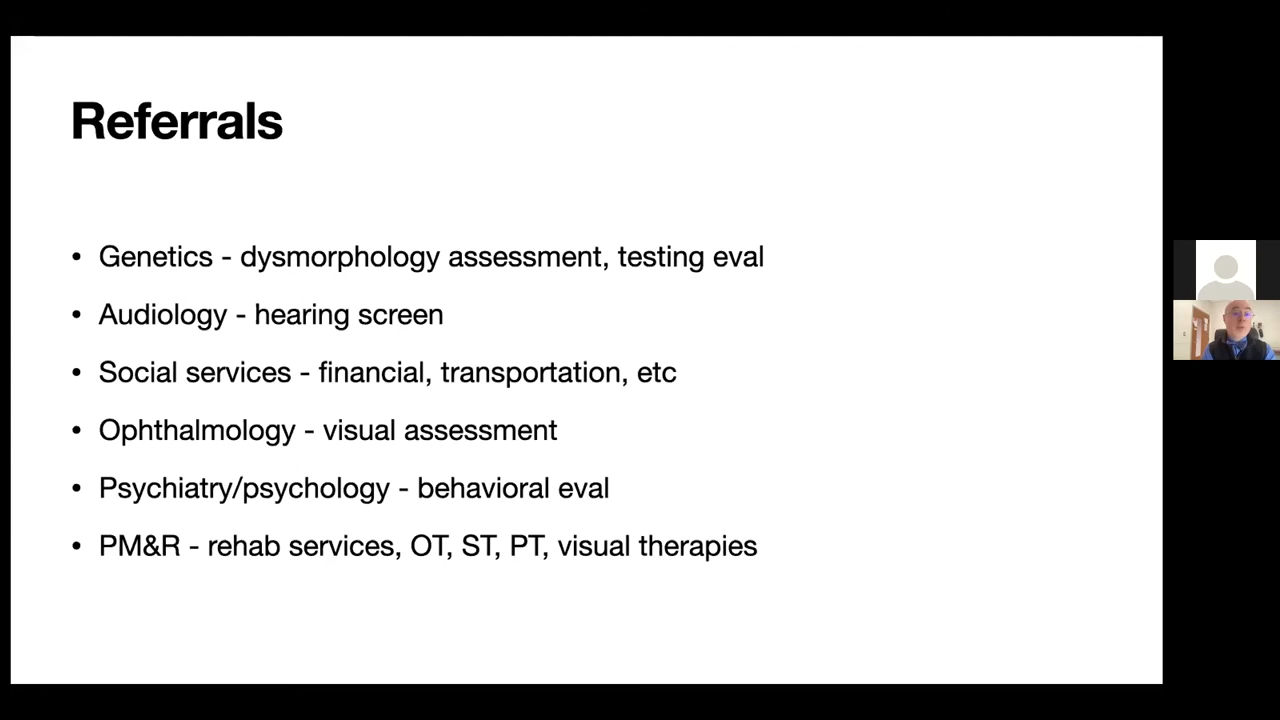 Referrals
• Genetics - dysmorphology assessment, testing eval
• Audiology - hearing screen
• Social services - financial, transportation, etc
• Ophthalmology - visual assessment
• Psychiatry/psychology - behavioral eval
• PM&R - rehab services, OT, ST, PT, visual therapies